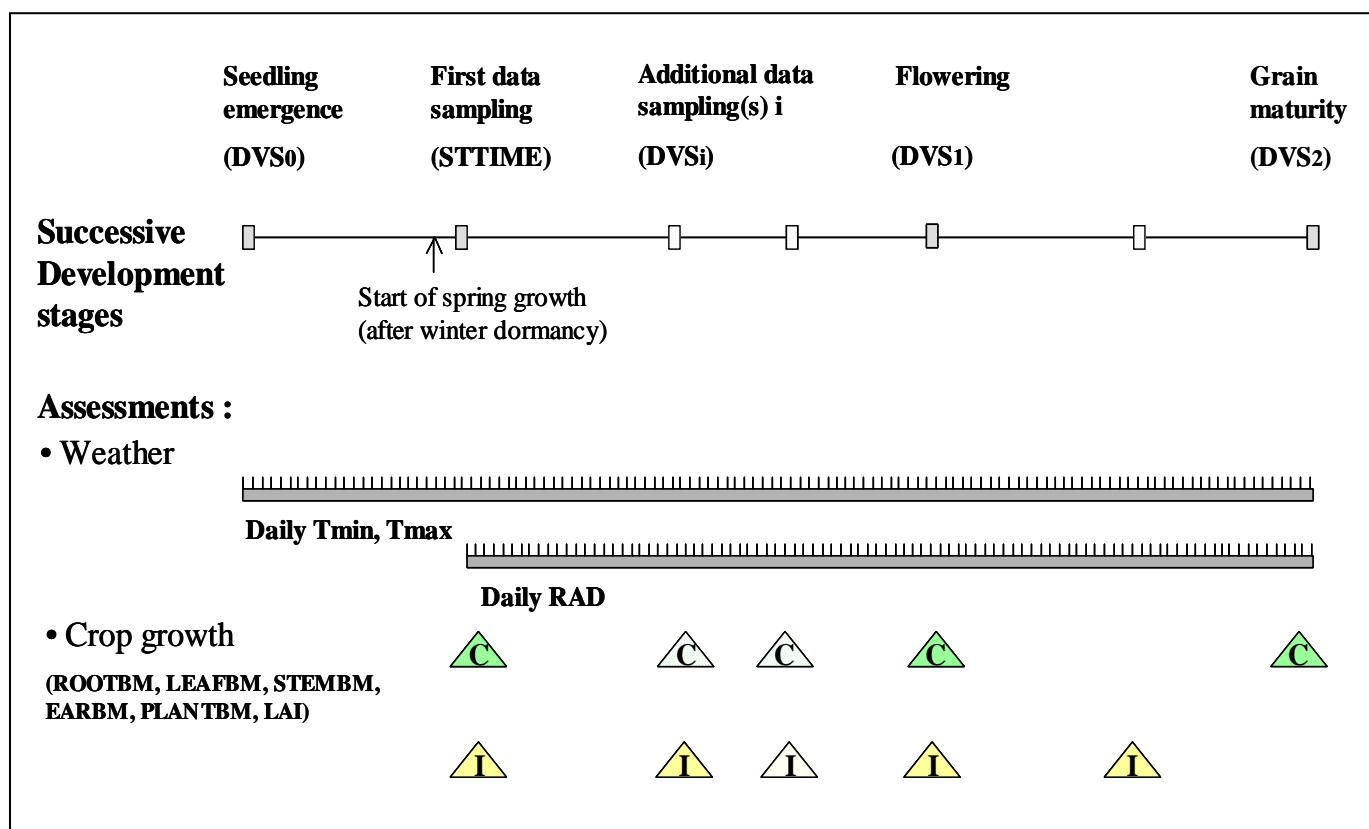 Seedling
emergence
(DVS0)
First data
sampling
(STTIME)
Additional data
sampling(s) i
(DVSi)
Flowering
(DVS1)
Grain
maturity
(DVS2)
Successive
Development
stages
Start of spring growth
(after winter dormancy)
Assessments :
• Weather
Daily Tmin, Tmax
Daily RAD
• Crop growth
(ROOTBM, LEAFBM, STEMBM,
EARBM, PLANTBM, LAI)
C C C C C
I I I I I